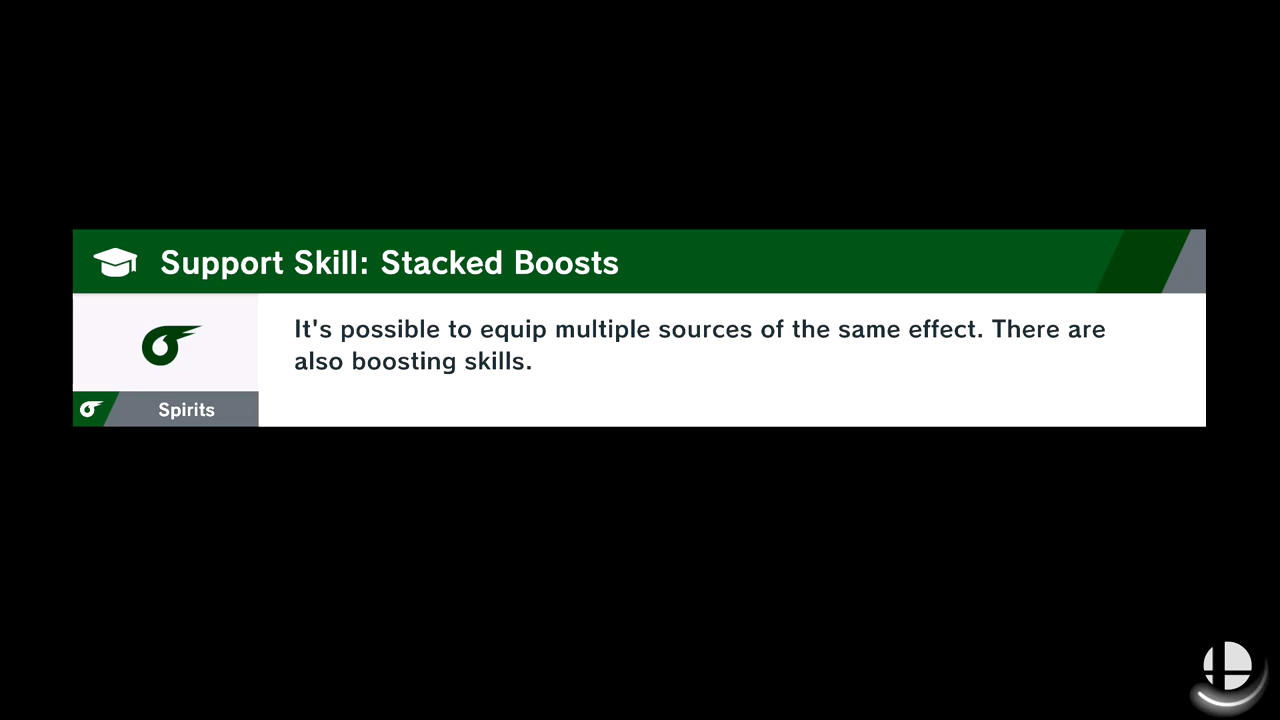 Support Skill: Stacked Boosts
It's possible to equip multiple sources of the same effect. There are
also boosting skills.
Spirits